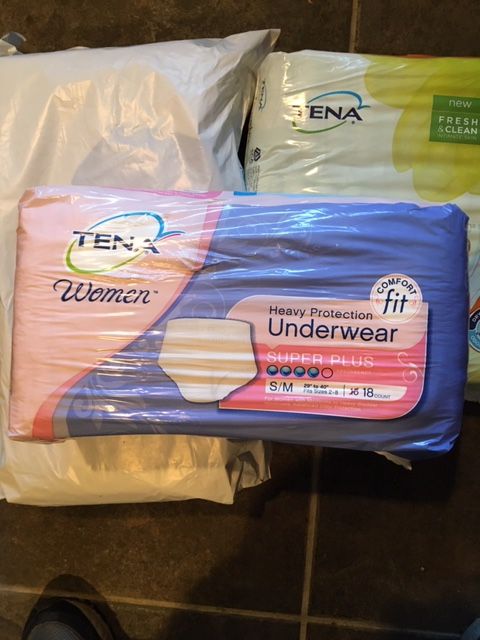 TENA
new
FRESH
& CLEAN
TENA
Women™
COMFORT
fit
Heavy Protection
Underwear
SUPER PLUS
S/M
29" to 40"
Fits Sizes 2-8
18 COUNT